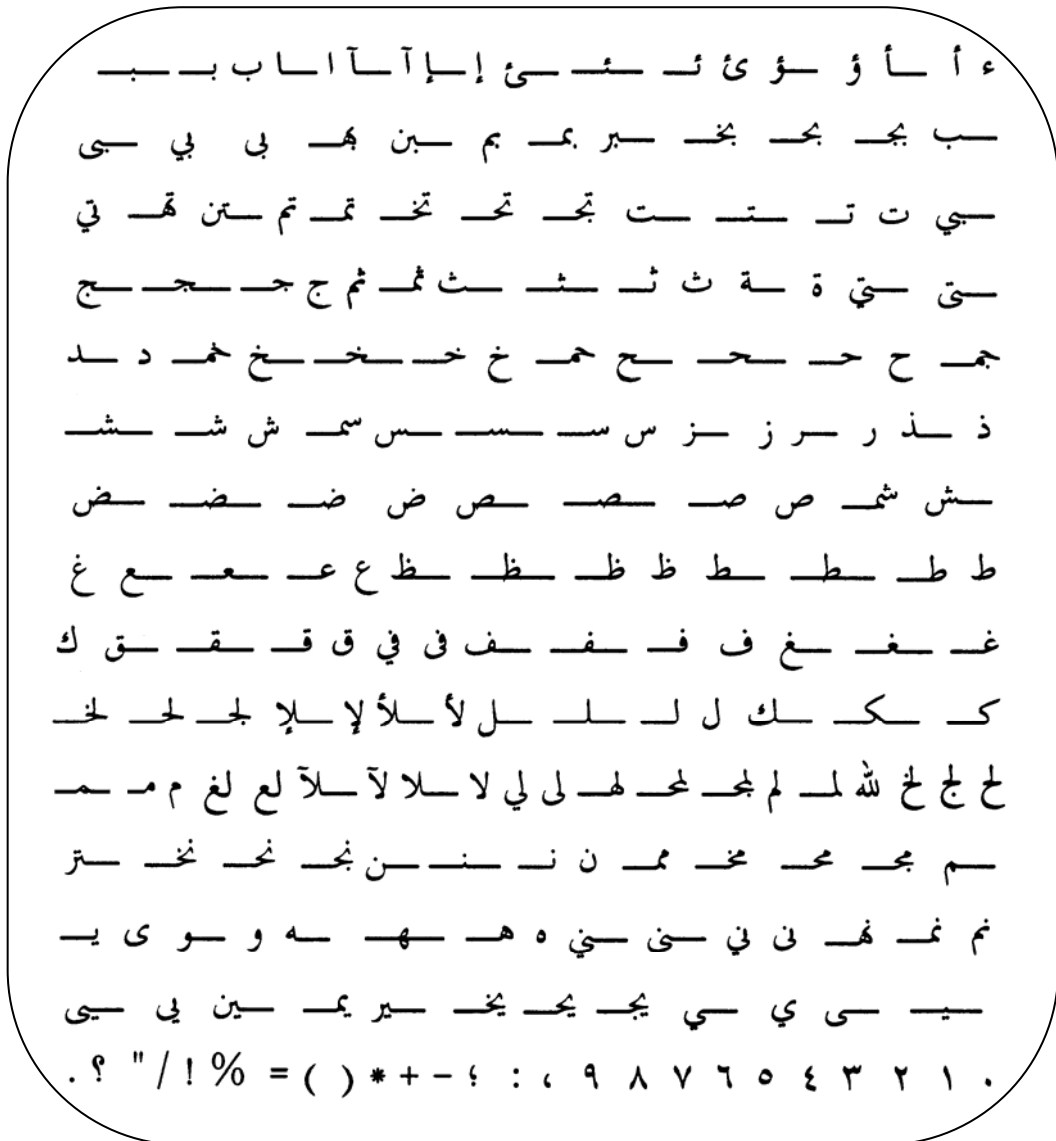 ء أ ـأ ؤ ـؤ ئ ئـ ـئـ ـئ إ ـإ آ ـآ ا ـا ب بـ ـبـ
ـب بجـ بحـ بخـ ـبر بمـ بم ـبن بهـ بى بي ـبى
ـبي ت تـ ـتـ ـت تجـ تحـ تخـ تمـ تم ـتن تهـ تي
ـتى ـتي ة ـة ث ثـ ـثـ ـث ثمـ ثم ج جـ ـجـ ـج
جمـ ح حـ ـحـ ـح حمـ خ خـ ـخـ ـخ خمـ د ـد
ذ ـذ ر ـر ز ـز س سـ ـسـ ـس سمـ ش شـ ـشـ
ـش شمـ ص صـ ـصـ ـص ض ضـ ـضـ ـض
ط طـ ـطـ ـط ظ ظـ ـظـ ـظ ع عـ ـعـ ـع غ
غـ ـغـ ـغ ف فـ ـفـ ـف فى في ق قـ ـقـ ـق ك
كـ ـكـ ـك ل لـ ـلـ ـل لأ ـلأ لإ ـلإ لجـ لحـ لخـ
لح لج لخ لله لمـ لم لمجـ لمحـ لهـ لى لي لا ـلا لآ ـلآ لع لغ م مـ ـمـ
ـم مجـ محـ مخـ ممـ ن نـ ـنـ ـن نجـ نحـ نخـ ـتر
نم نمـ نهـ نى ني ـنى ـني ه هـ ـهـ ـه و ـو ى يـ
ـيـ ـى ي ـي يجـ يحـ يخـ ـير يمـ ـين يى ـيى
٠ ١ ٢ ٣ ٤ ٥ ٦ ٧ ٨ ٩ ، : ؛ - + * ( ) = % ! / " ؟ .